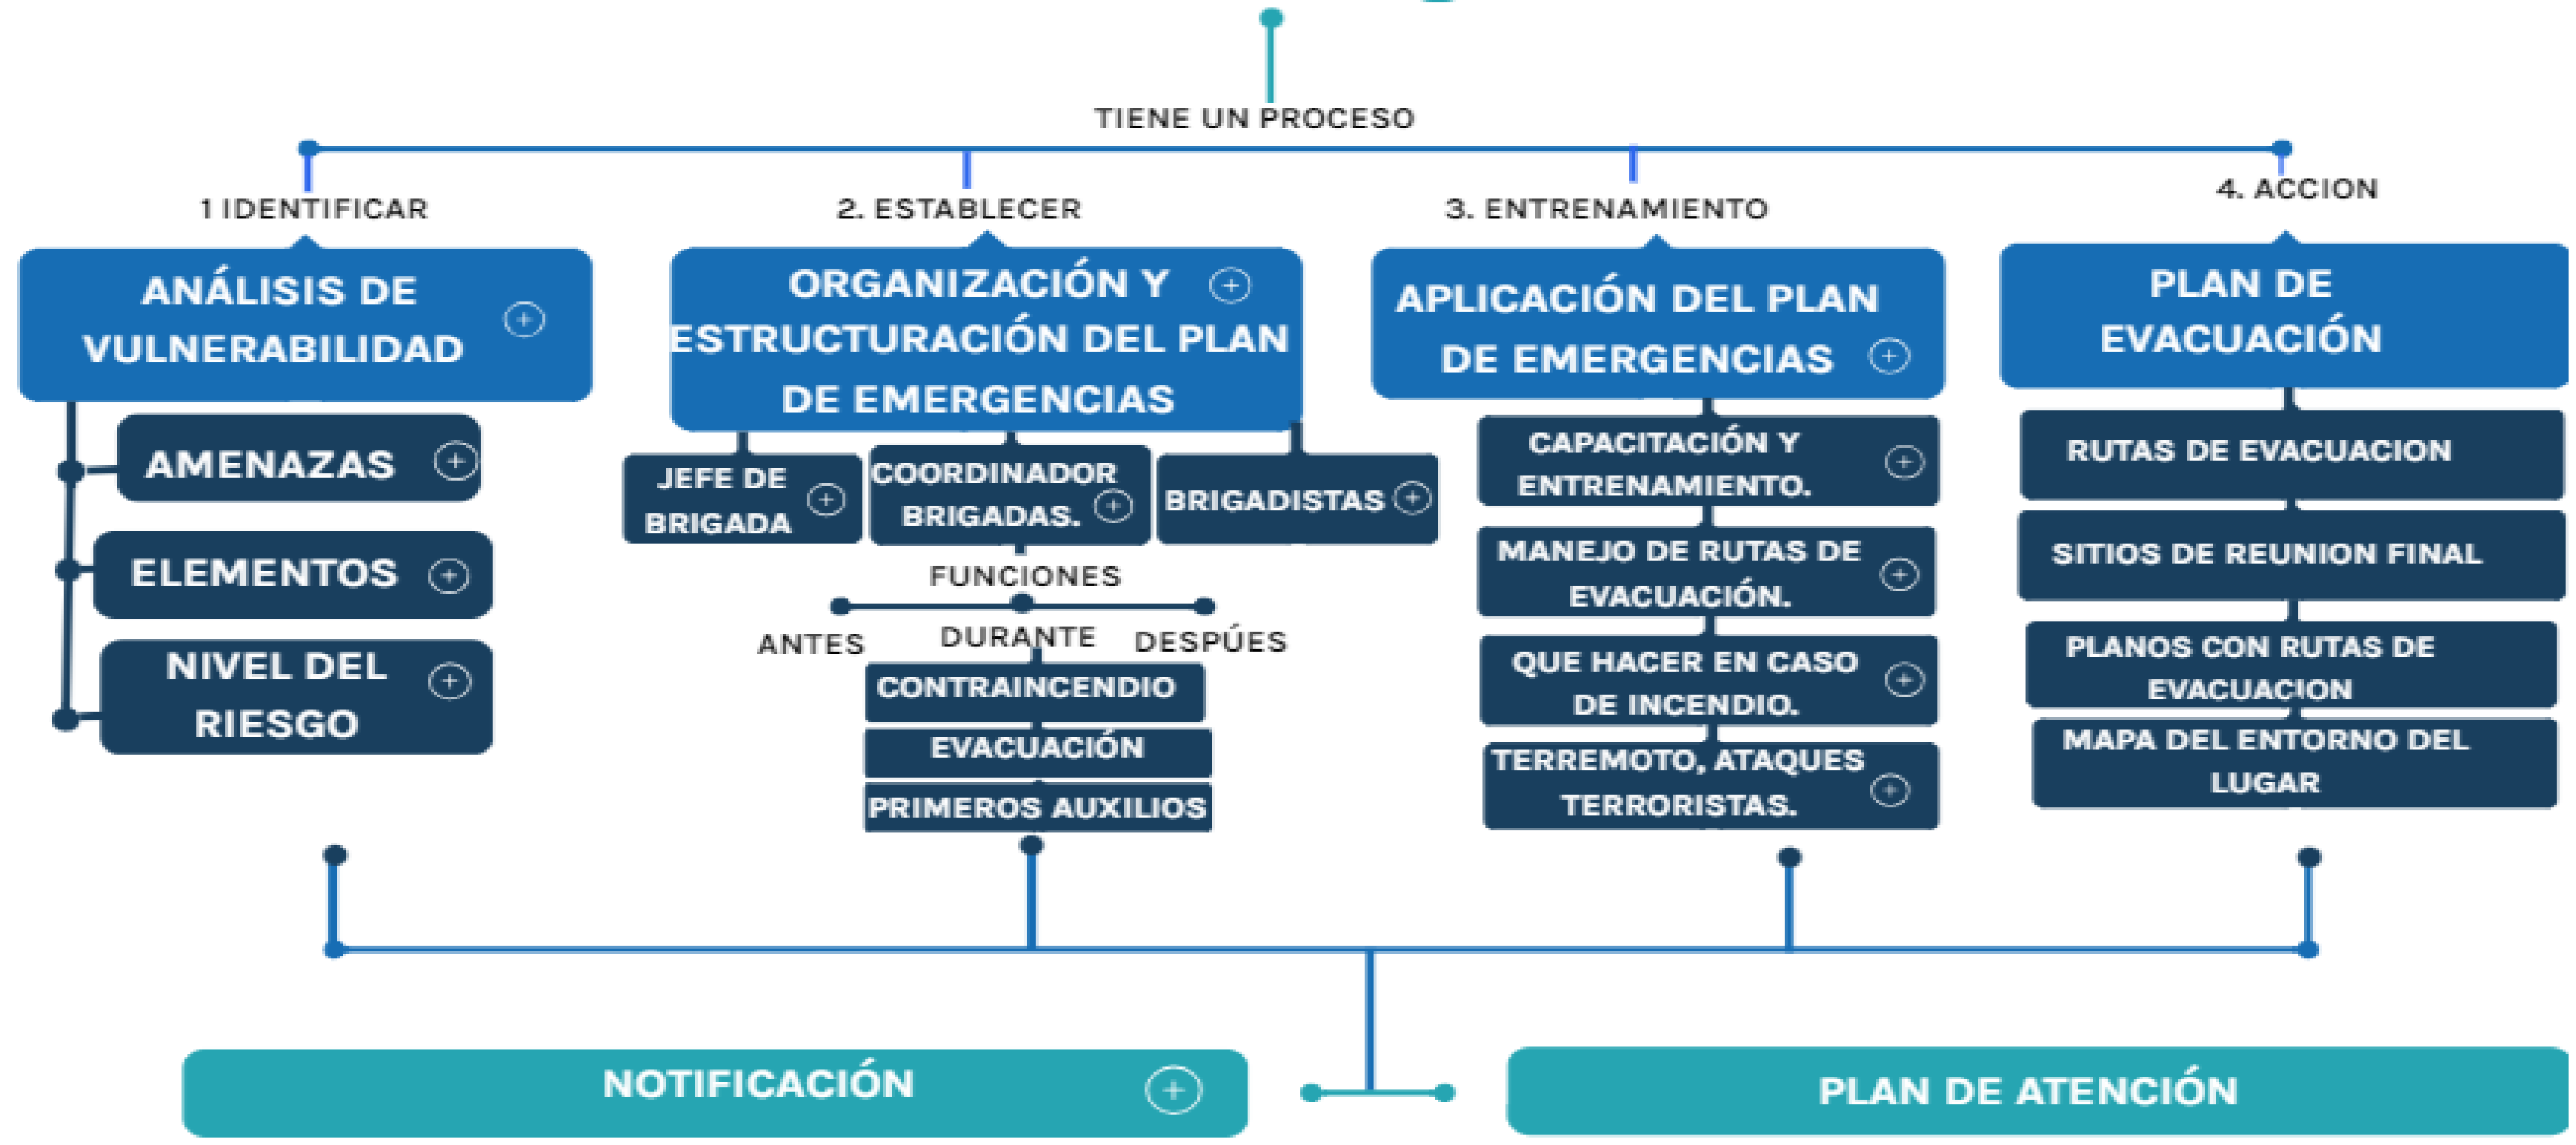 TIENE UN PROCESO
1 IDENTIFICAR
ANÁLISIS DE
VULNERABILIDAD
AMENAZAS
ELEMENTOS
NIVEL DEL
RIESGO
2. ESTABLECER
ORGANIZACIÓN Y
ESTRUCTURACIÓN DEL PLAN
DE EMERGENCIAS
JEFE DE
BRIGADA
COORDINADOR
BRIGADAS.
BRIGADISTAS
FUNCIONES
ANTES
DURANTE
DESPÚES
CONTRAINCENDIO
EVACUACIÓN
PRIMEROS AUXILIOS
3. ENTRENAMIENTO
APLICACIÓN DEL PLAN
DE EMERGENCIAS
CAPACITACIÓN Y
ENTRENAMIENTO.
MANEJO DE RUTAS DE
EVACUACIÓN.
QUE HACER EN CASO
DE INCENDIO.
TERREMOTO, ATAQUES
TERRORISTAS.
4. ACCION
PLAN DE
EVACUACIÓN
RUTAS DE EVACUACION
SITIOS DE REUNION FINAL
PLANOS CON RUTAS DE
EVACUACION
MAPA DEL ENTORNO DEL
LUGAR
NOTIFICACIÓN
PLAN DE ATENCIÓN